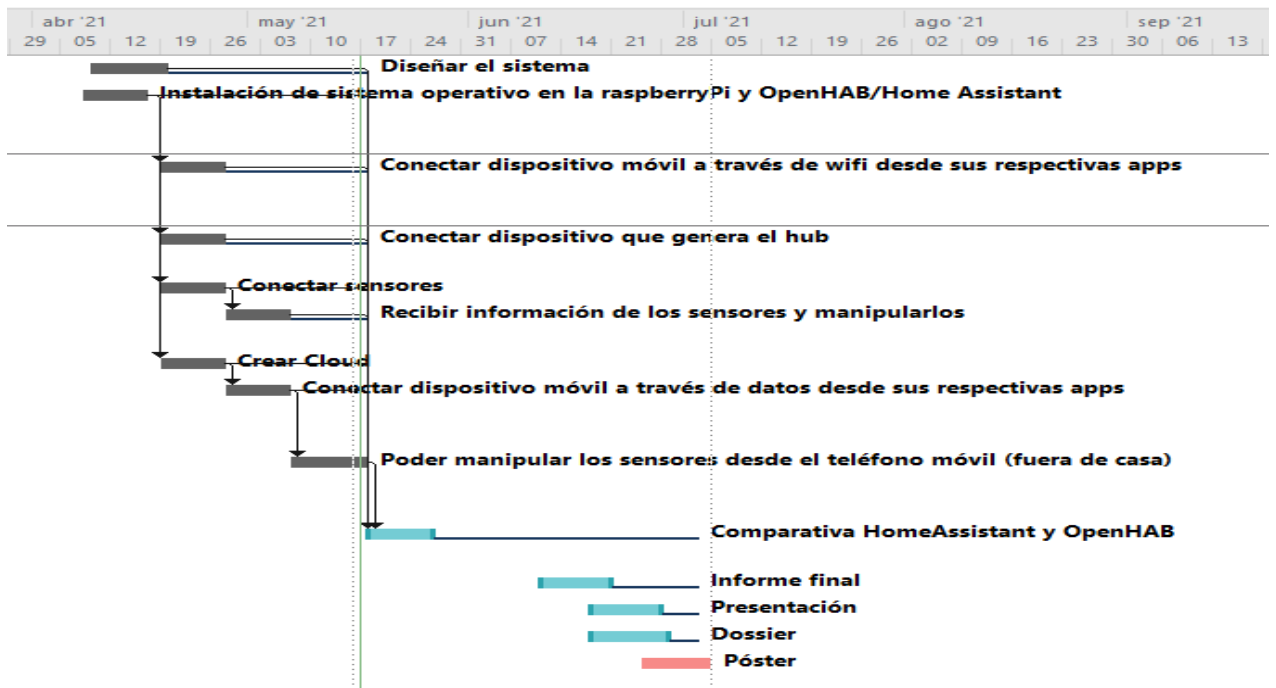 abr '21 may '21 jun '21 jul '21 ago '21 sep '21
29 05 12 19 26 03 10 17 24 31 07 14 21 28 05 12 19 26 02 09 16 23 30 06 13
Diseñar el sistema
Instalación de sistema operativo en la raspberryPi y OpenHAB/Home Assistant
Conectar dispositivo móvil a través de wifi desde sus respectivas apps
Conectar dispositivo que genera el hub
Conectar sensores
Recibir información de los sensores y manipularlos
Crear Cloud
Conectar dispositivo móvil a través de datos desde sus respectivas apps
Poder manipular los sensores desde el teléfono móvil (fuera de casa)
Comparativa HomeAssistant y OpenHAB
Informe final
Presentación
Dossier
Póster